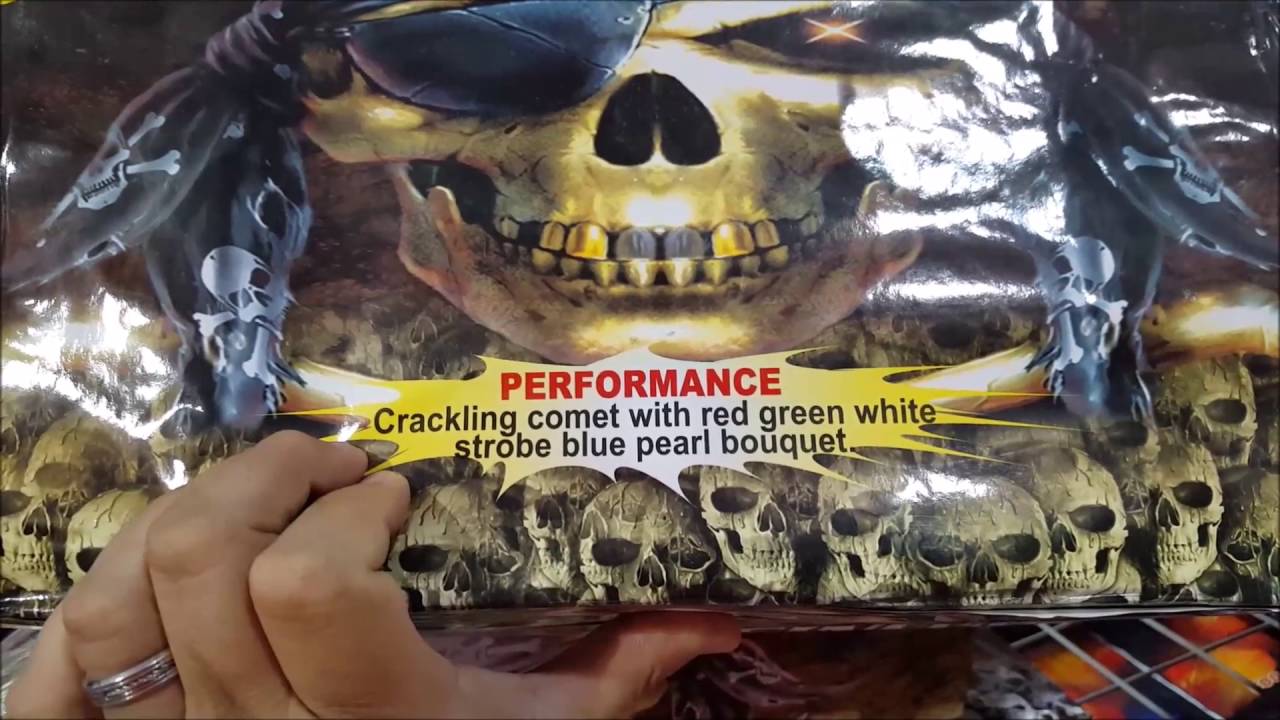 PERFORMANCE
Crackling comet with red green white
strobe blue pearl bouquet.